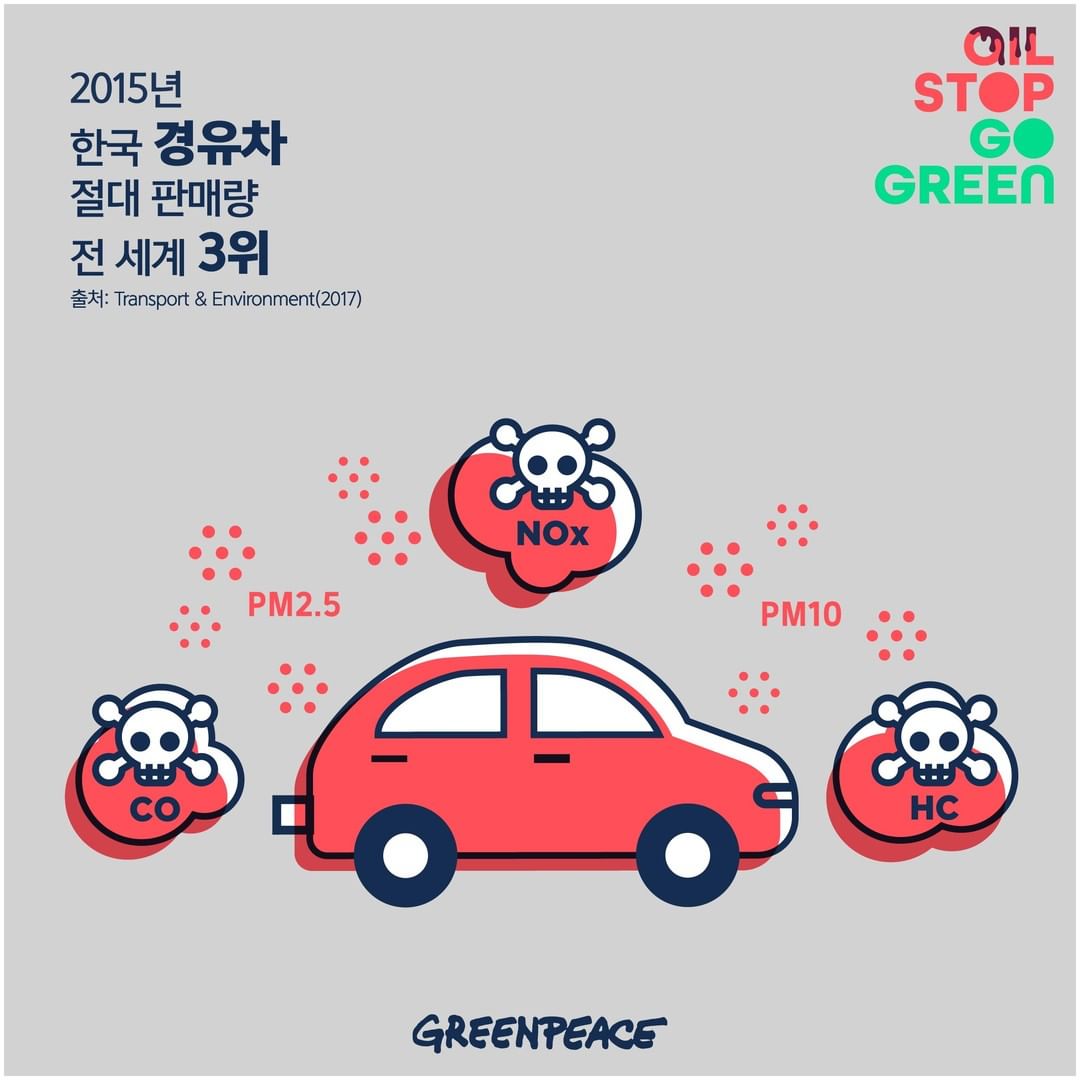 2015년
한국 경유차
절대 판매량
전 세계 3위
출처: Transport & Environment(2017)
OIL
STOP
GO
GREEN
NOx
PM2.5
PM10
CO
HC
GREENPEACE